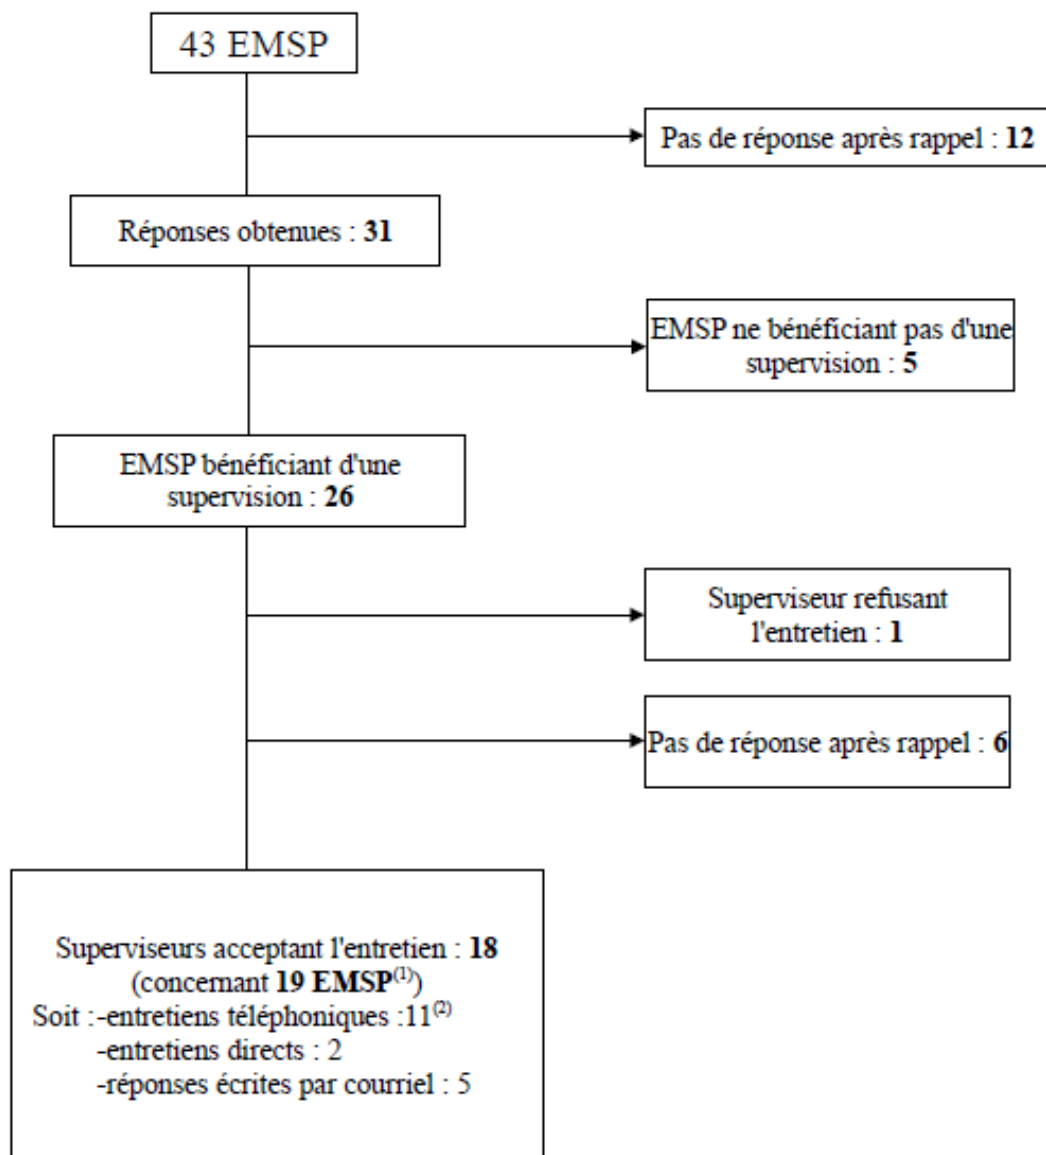 43 EMSP
Pas de réponse après rappel : 12
Réponses obtenues : 31
EMSP ne bénéficiant pas d'une
supervision : 5
EMSP bénéficiant d'une
supervision : 26
Superviseur refusant
l'entretien : 1
Pas de réponse après rappel : 6
Superviseurs acceptant l'entretien : 18
(concernant 19 EMSP(1))
Soit :-entretiens téléphoniques :11(2)
-entretiens directs : 2
-réponses écrites par courriel : 5